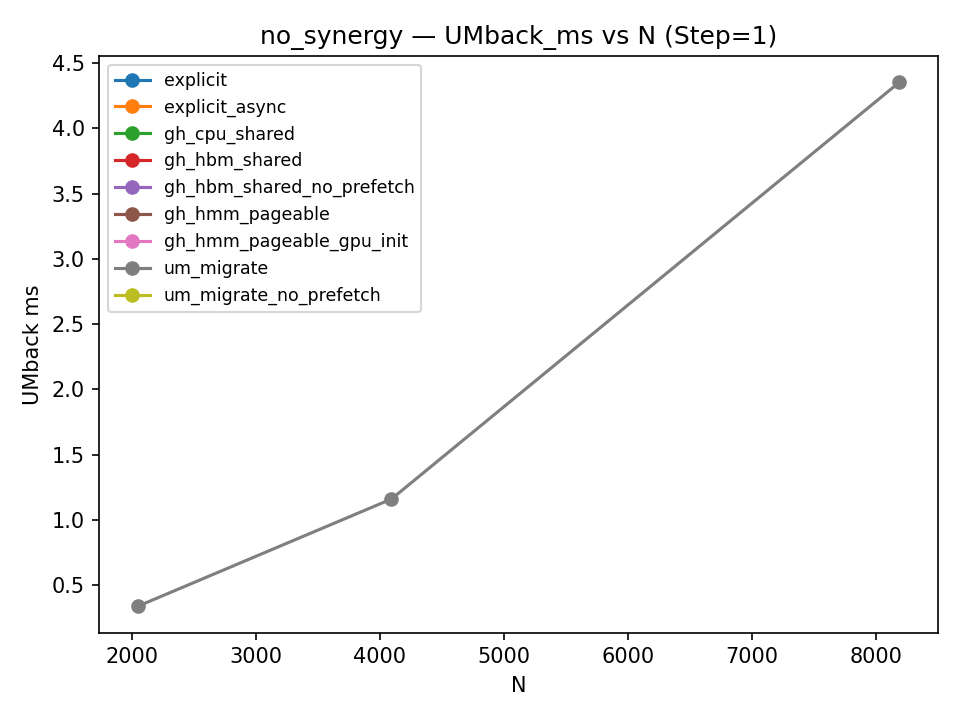 no_synergy — UMback_ms vs N (Step=1)
4.5
4.0
3.5
3.0
2.5
2.0
1.5
1.0
0.5
UMback ms
explicit
explicit_async
gh_cpu_shared
gh_hbm_shared
gh_hbm_shared_no_prefetch
gh_hmm_pageable
gh_hmm_pageable_gpu_init
um_migrate
um_migrate_no_prefetch
2000 3000 4000 5000 6000 7000 8000
N